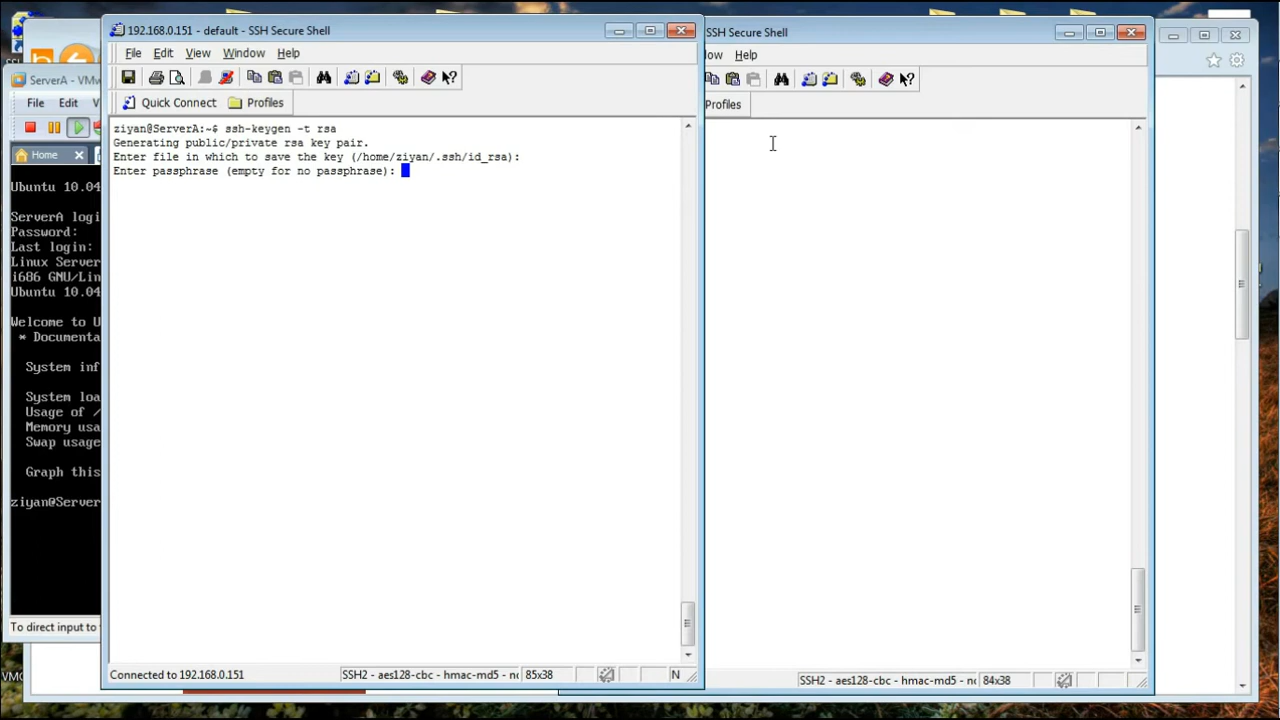 192.168.0.151 - default - SSH Secure Shell
File Edit View Window Help
Quick Connect Profiles
ziyan@ServerA:~$ ssh-keygen -t rsa
Generating public/private rsa key pair.
Enter file in which to save the key (/home/ziyan/.ssh/id_rsa):
Enter passphrase (empty for no passphrase):
Connected to 192.168.0.151 SSH2 - aes128-cbc - hmac-md5 - 85x38 N
SSH Secure Shell
Help
Profiles
SSH2 - aes128-cbc - hmac-md5 - 84x38
ServerA - VMw
File Edit V
Home
Ubuntu 10.04
ServerA logi
Password:
Last login:
Linux Server
i686 GNU/Lin
Ubuntu 10.04
Welcome to U
* Documenta
System inf
System loa
Usage of /
Memory usa
Swap usage
Graph this
ziyan@Server
To direct input to